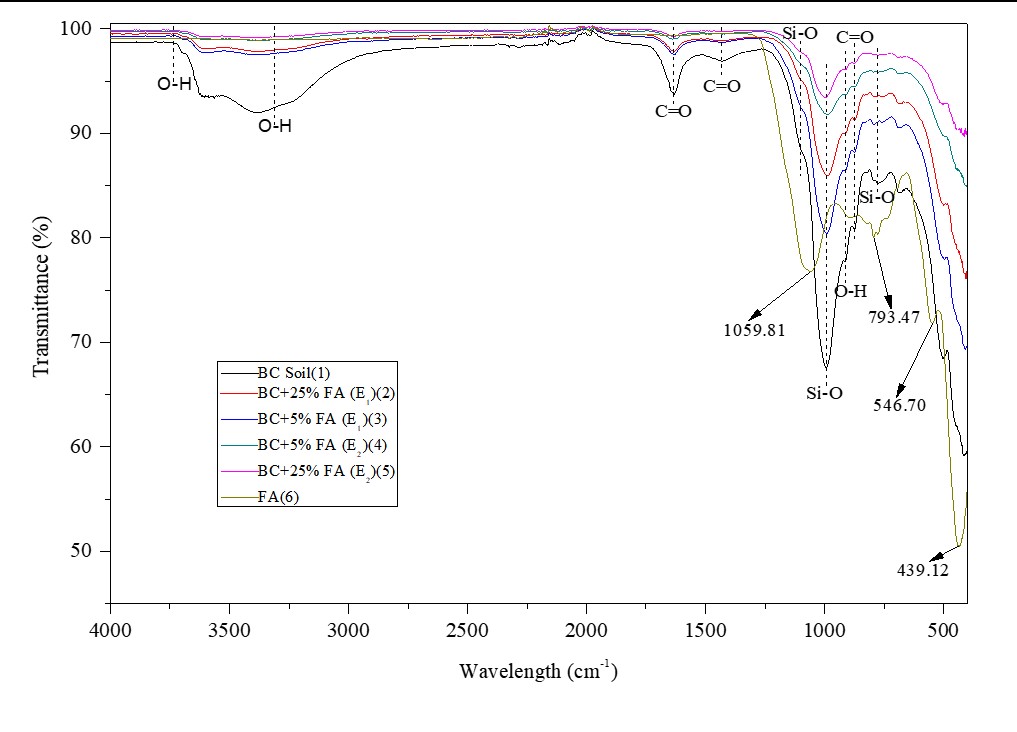 100
90
80
70
60
50
Transmittance (%)
O-H
O-H
C=O
C=O
Si-O
C=O
Si-O
O-H
Si-O
1059.81
793.47
546.70
439.12
BC Soil(1)
BC+25% FA (E1)(2)
BC+5% FA (E1)(3)
BC+5% FA (E2)(4)
BC+25% FA (E2)(5)
FA(6)
4000 3500 3000 2500 2000 1500 1000 500
Wavelength (cm-1)